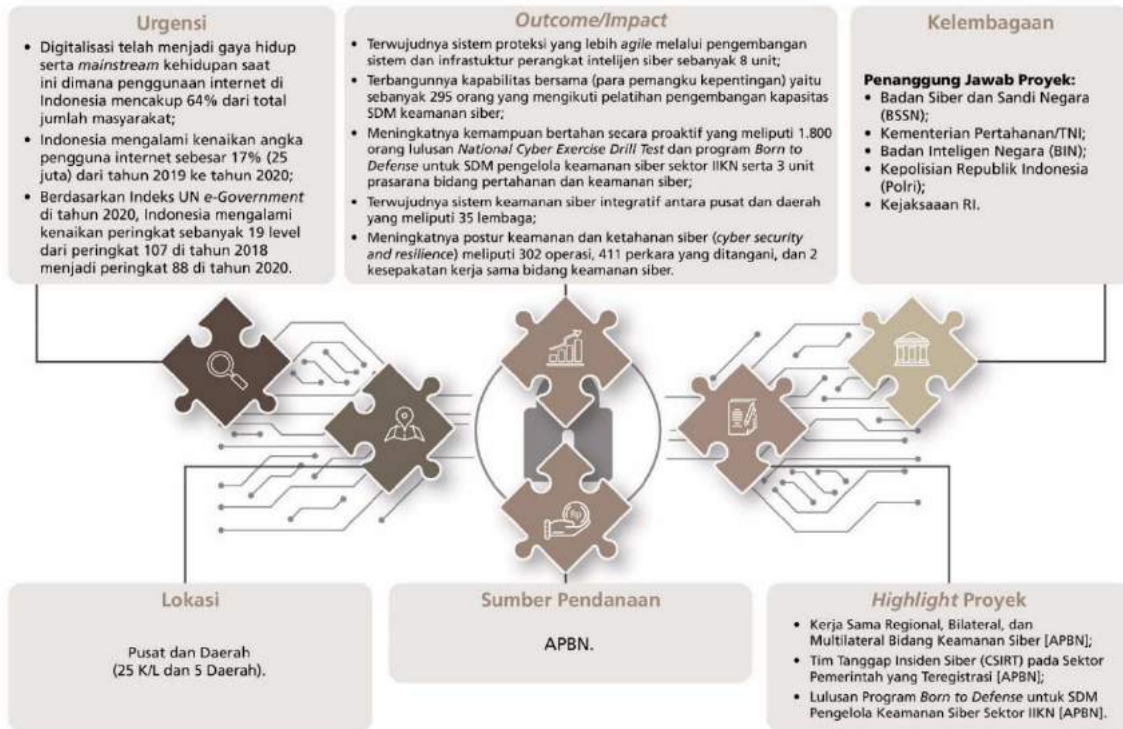 Urgensi
• Digitalisasi telah menjadi gaya hidup
serta mainstream kehidupan saat
ini dimana penggunaan internet di
Indonesia mencakup 64% dari total
jumlah masyarakat;
• Indonesia mengalami kenaikan angka
pengguna internet sebesar 17% (25
juta) dari tahun 2019 ke tahun 2020;
• Berdasarkan Indeks UN e-Government
di tahun 2020, Indonesia mengalami
kenaikan peringkat sebanyak 19 level
dari peringkat 107 di tahun 2018
menjadi peringkat 88 di tahun 2020.
Outcome/Impact
• Terwujudnya sistem proteksi yang lebih agile melalui pengembangan
sistem dan infrastuktur perangkat intelijen siber sebanyak 8 unit;
• Terbangunnya kapabilitas bersama (para pemangku kepentingan) yaitu
sebanyak 295 orang yang mengikuti pelatihan pengembangan kapasitas
SDM keamanan siber;
• Meningkatnya kemampuan bertahan secara proaktif yang meliputi 1.800
orang lulusan National Cyber Exercise Drill Test dan program Born to
Defense untuk SDM pengelola keamanan siber sektor IIKN serta 3 unit
prasarana bidang pertahanan dan keamanan siber;
• Terwujudnya sistem keamanan siber integratif antara pusat dan daerah
yang meliputi 35 lembaga;
• Meningkatnya postur keamanan dan ketahanan siber (cyber security
and resilience) meliputi 302 operasi, 411 perkara yang ditangani, dan 2
kesepakatan kerja sama bidang keamanan siber.
Kelembagaan
Penanggung Jawab Proyek:
• Badan Siber dan Sandi Negara
(BSSN);
• Kementerian Pertahanan/TNI;
• Badan Inteligen Negara (BIN);
• Kepolisian Republik Indonesia
(Polri);
• Kejaksaaan RI.
Rp
Lokasi
Pusat dan Daerah
(25 K/L dan 5 Daerah).
Sumber Pendanaan
APBN.
Highlight Proyek
• Kerja Sama Regional, Bilateral, dan
Multilateral Bidang Keamanan Siber [APBN];
• Tim Tanggap Insiden Siber (CSIRT) pada Sektor
Pemerintah yang Teregistrasi [APBN];
• Lulusan Program Born to Defense untuk SDM
Pengelola Keamanan Siber Sektor IIKN [APBN].